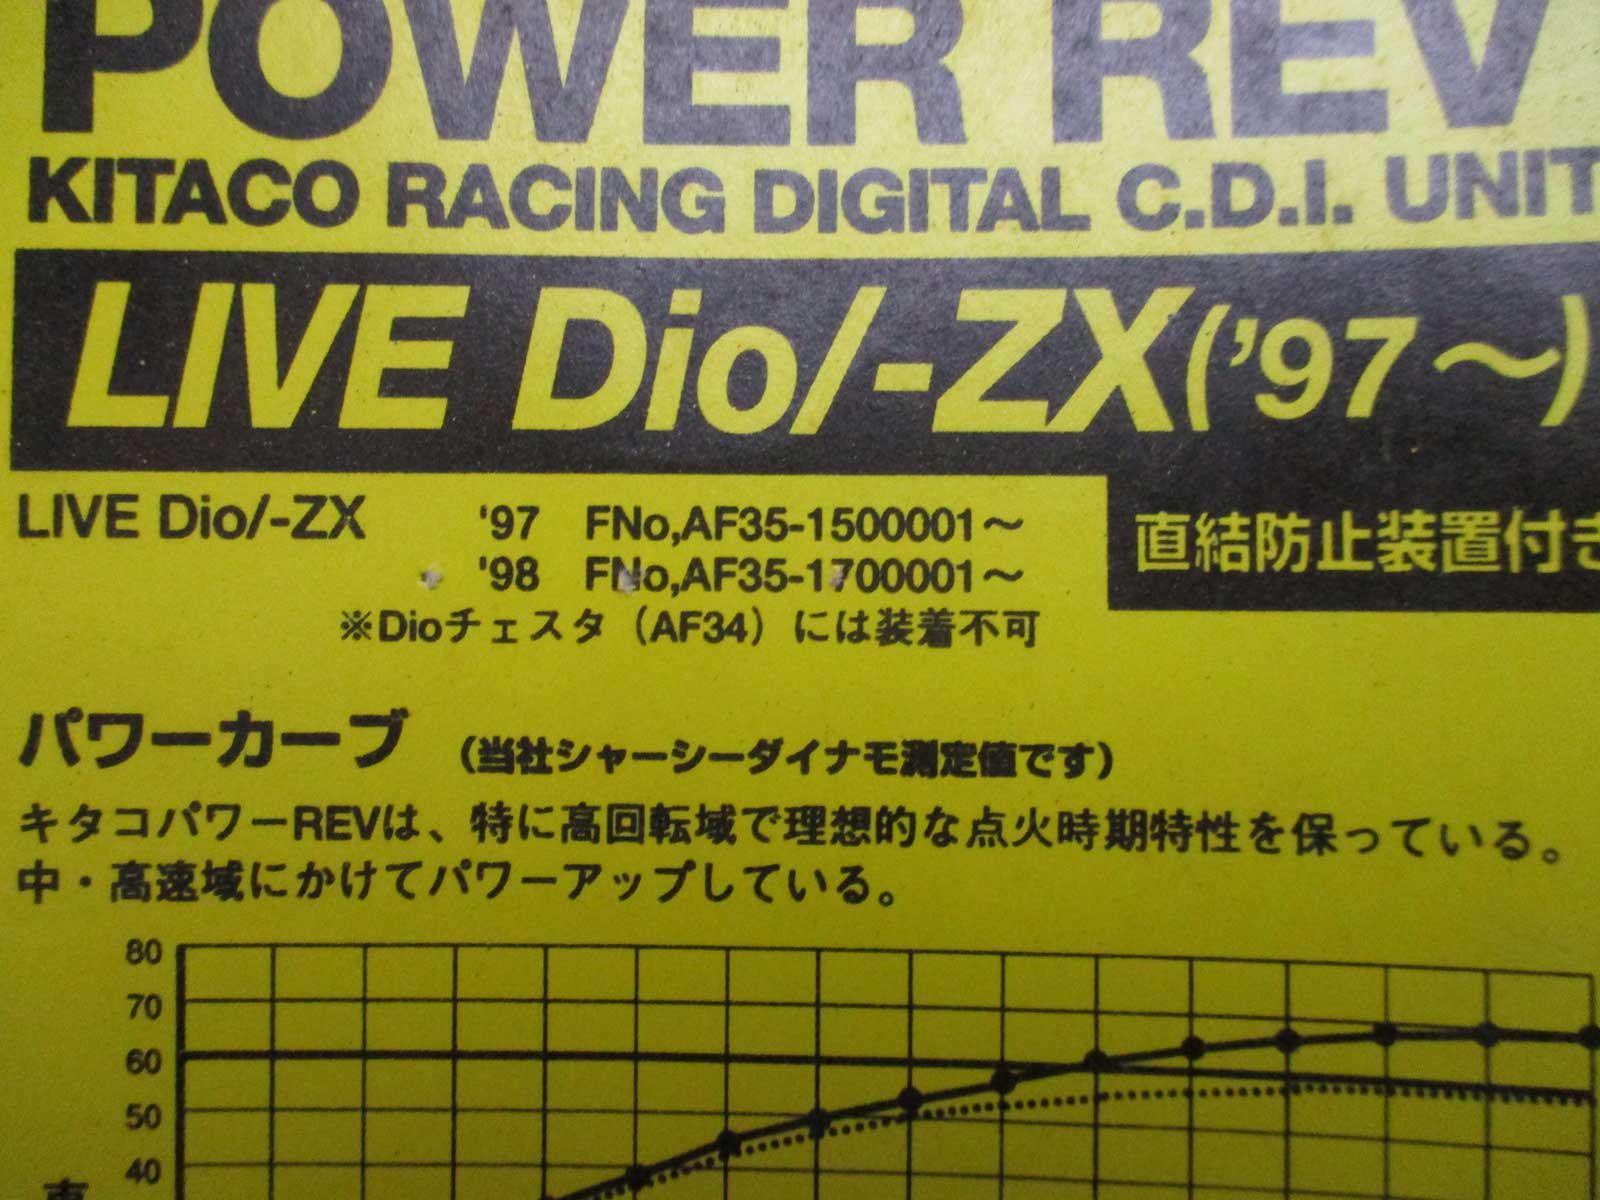 POWER REV
KITACO RACING DIGITAL C.D.I. UNIT
LIVE Dio/-ZX('97～)
LIVE Dio/-ZX '97 FNo,AF35-1500001～
'98 FNo,AF35-1700001～
直結防止装置付き
※Dioチェスタ（AF34）には装着不可
パワーカーブ （当社シャーシーダイナモ測定値です）
キタコパワーREVは、特に高回転域で理想的な点火時期特性を保っている。
中・高速域にかけてパワーアップしている。
80
70
60
50
40